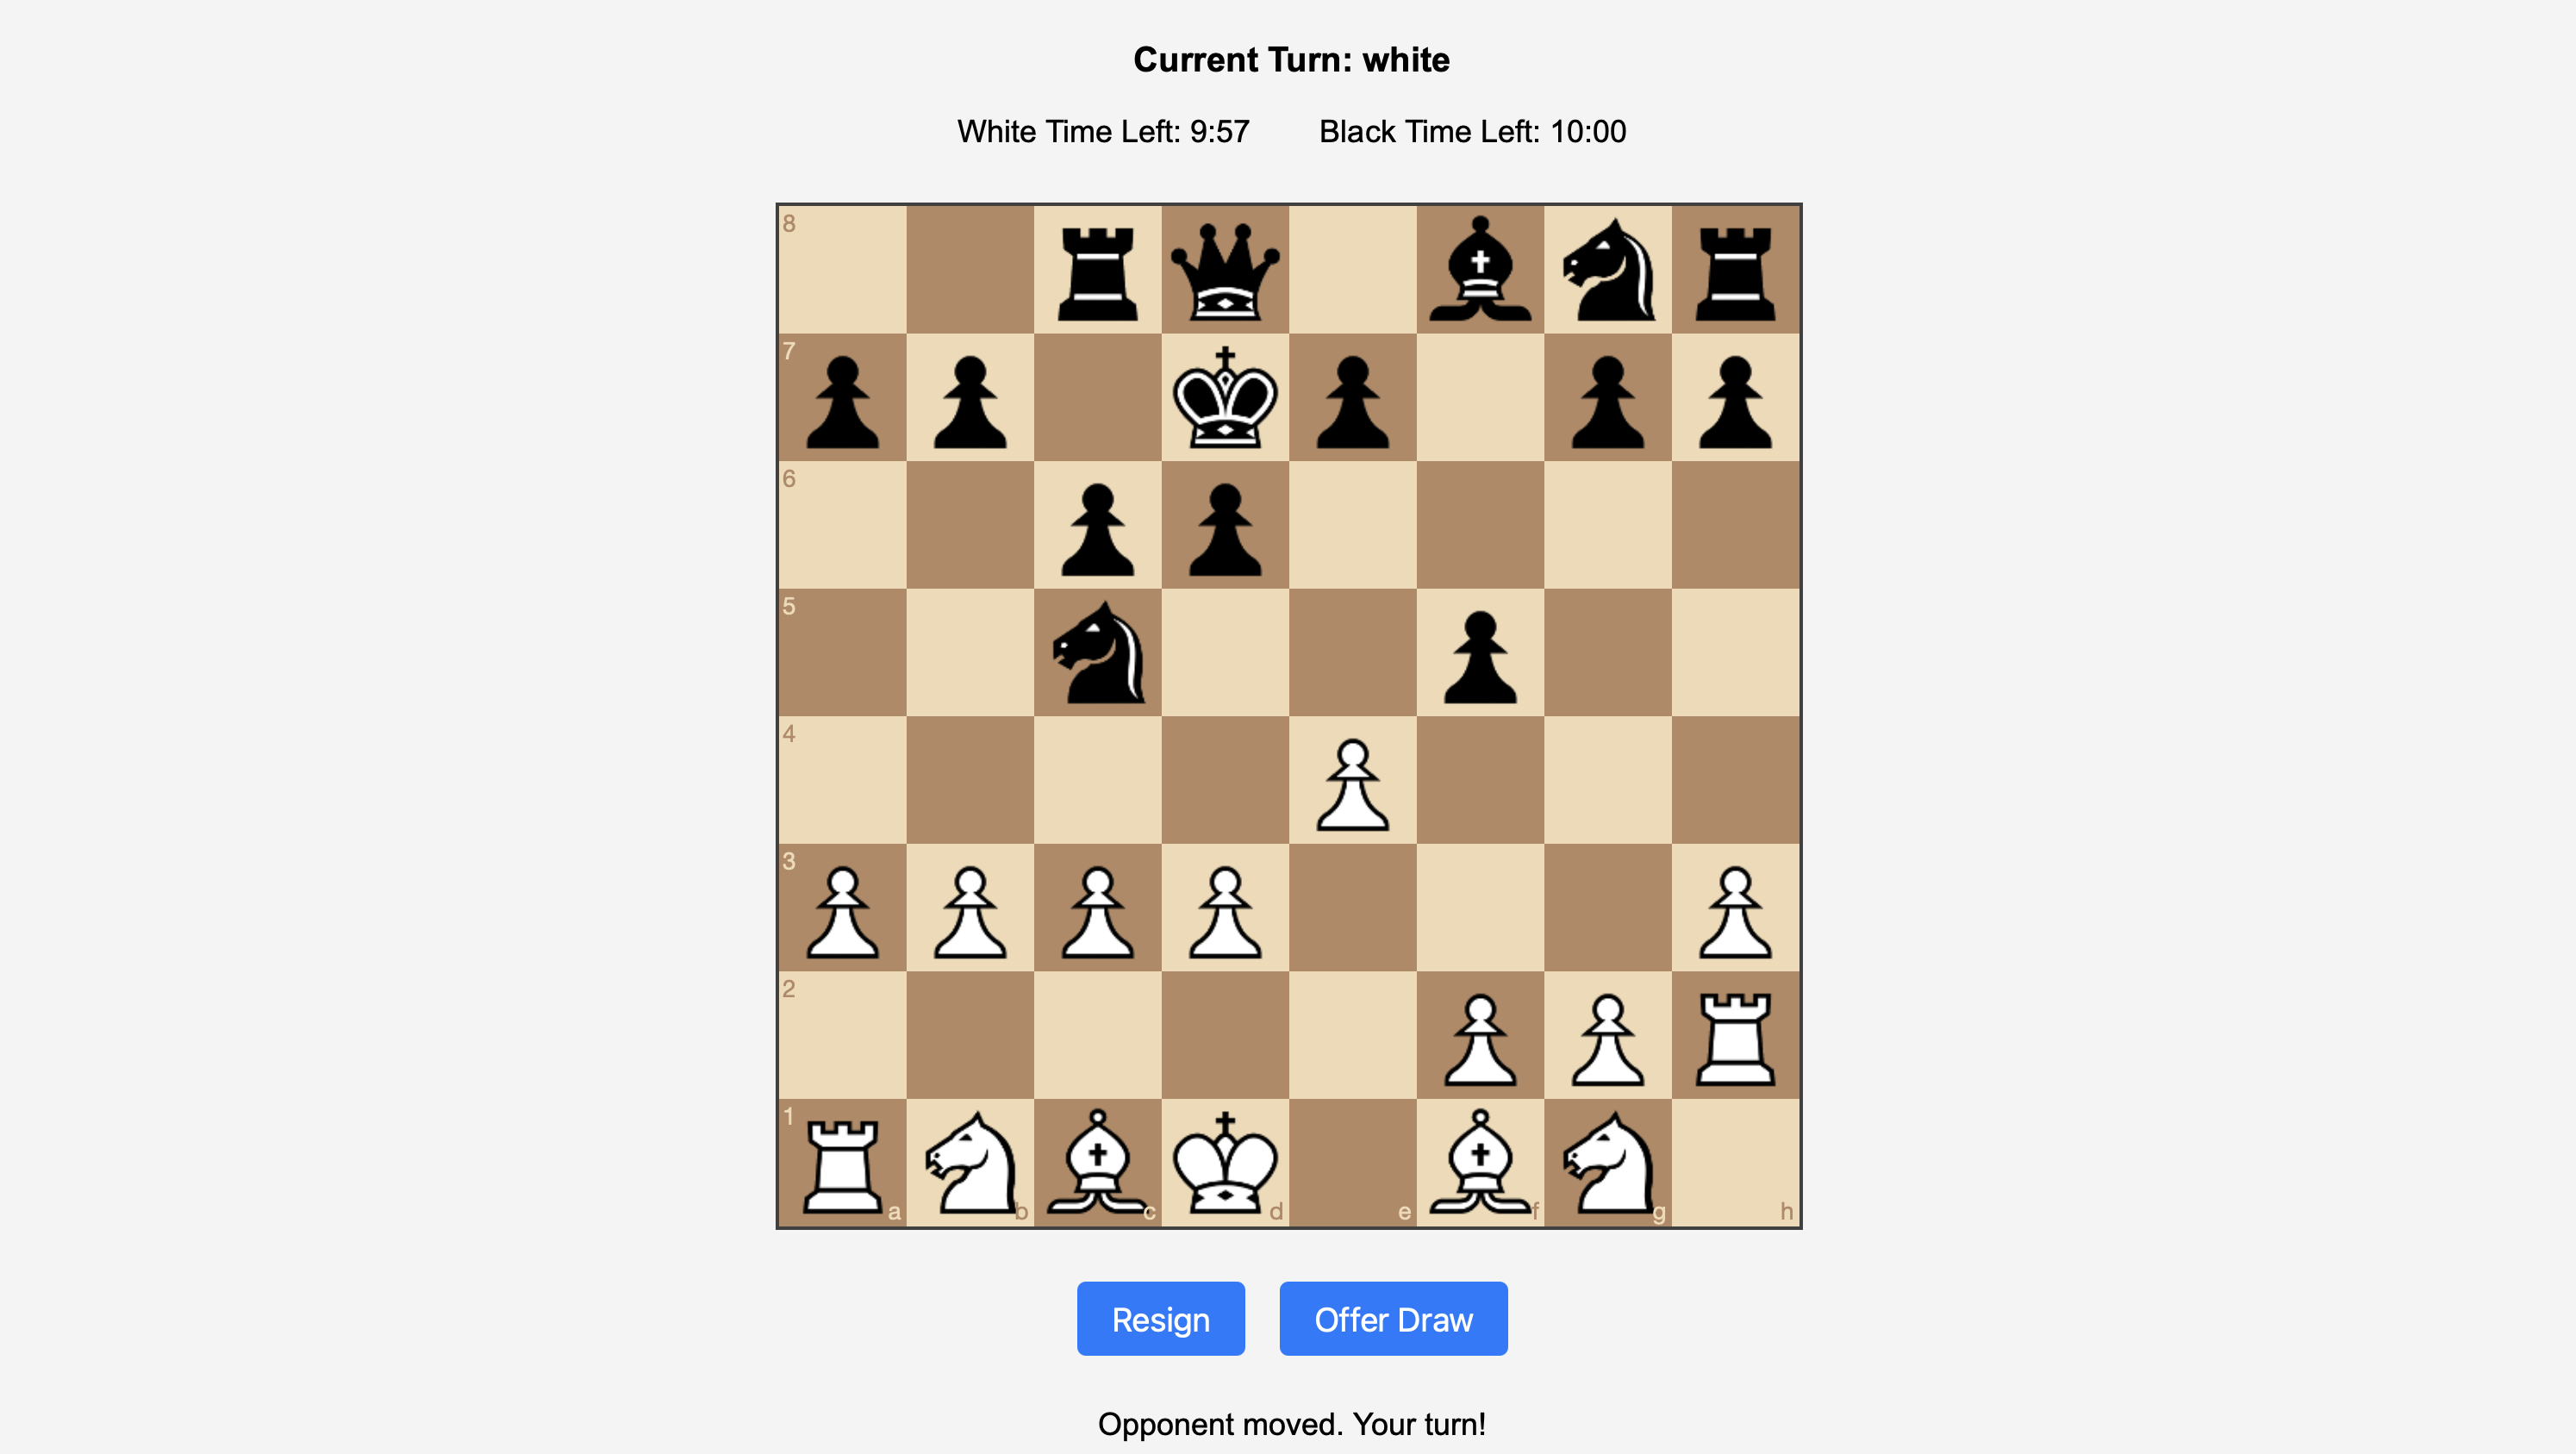 Current Turn: white
White Time Left: 9:57 Black Time Left: 10:00
8
7
6
5
4
3
2
1
a b c d e f g h
Resign Offer Draw
Opponent moved. Your turn!